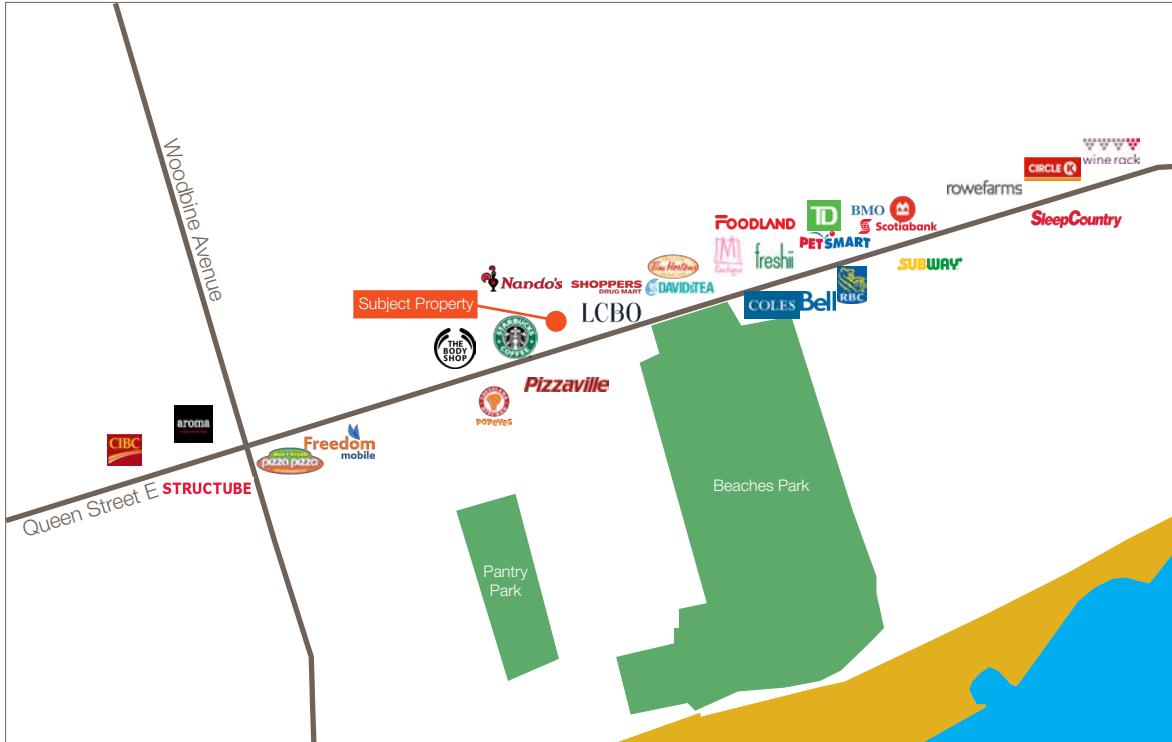 Woodbine Avenue
wine rack
CIRCLE K
rowefarms
SleepCountry
TD
BMO
Scotiabank
FOODLAND
PETSMART
M
boutique
freshii
SUBWAY
Tim Hortons
DAVIDsTEA
RBC
COLES
Bell
Nando's
SHOPPERS
DRUG MART
LCBO
Subject Property
STARBUCKS
COFFEE
THE
BODY
SHOP
Pizzaville
POPEYES
aroma
CIBC
Freedom
mobile
pizza pizza
STRUCTUBE
Queen Street E
Beaches Park
Pantry
Park